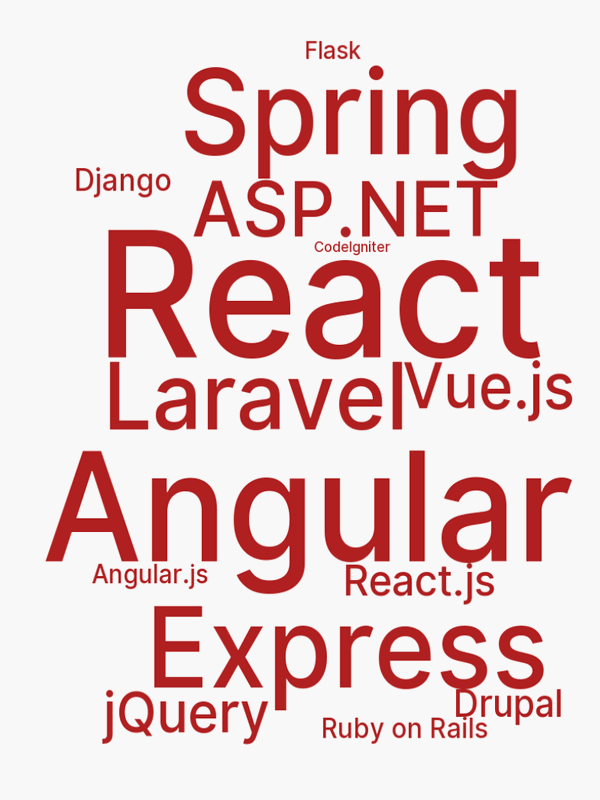 Flask
Spring
Django
ASP.NET
CodeIgniter
React
Laravel
Vue.js
Angular
Angular.js
React.js
Express
jQuery
Drupal
Ruby on Rails